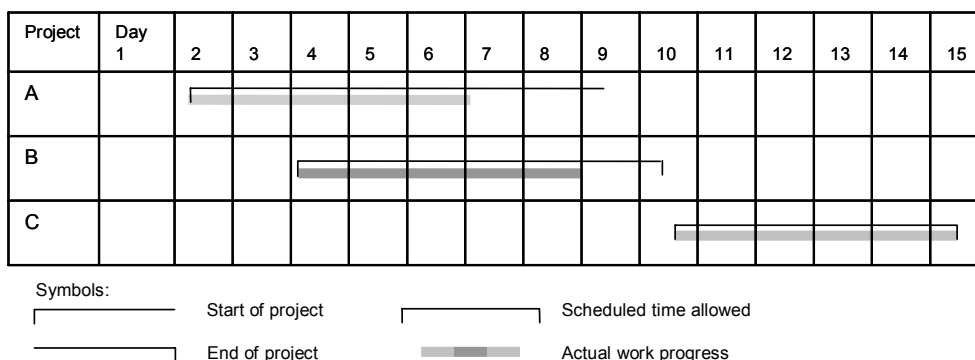 Project Day
1 2 3 4 5 6 7 8 9 10 11 12 13 14 15
A
B
C
Symbols:
Start of project Scheduled time allowed
End of project Actual work progress